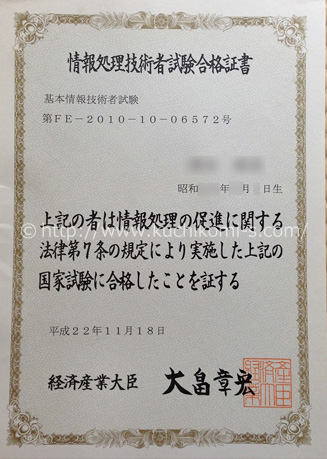 情報処理技術者試験合格証書
基本情報技術者試験
第FE－2010－10－06572号
昭和 年 月 日生
上記の者は情報処理の促進に関する
© http://www.kuchikomi-s.com/
法律第7条の規定により実施した上記の
国家試験に合格したことを証する
平成22年11月18日
経済産業大臣 大畠章宏